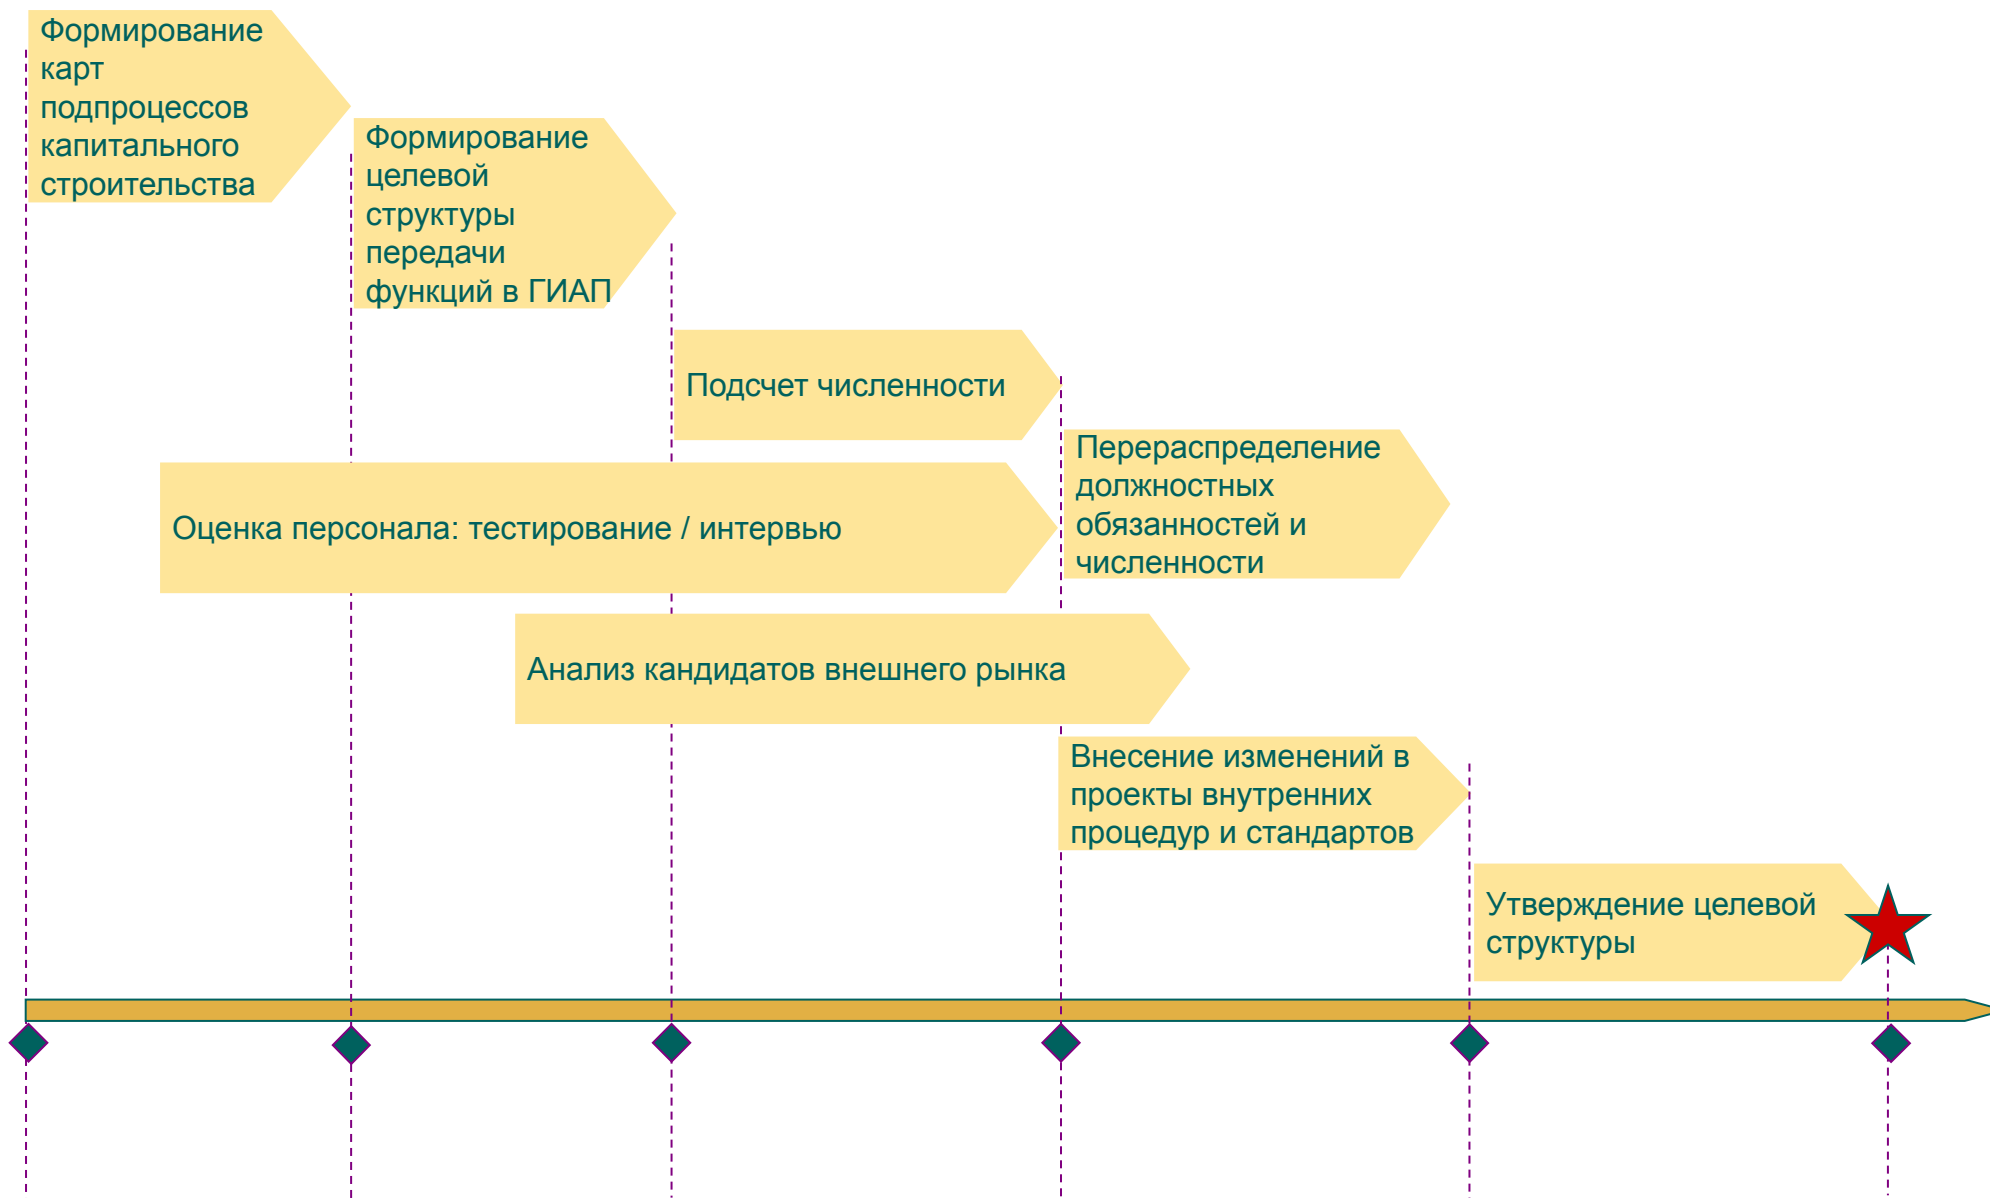 Формирование
карт
подпроцессов
капитального
строительства
Формирование
целевой
структуры
передачи
функций в ГИАП
Подсчет численности
Перераспределение
должностных
обязанностей и
численности
Оценка персонала: тестирование / интервью
Анализ кандидатов внешнего рынка
Внесение изменений в
проекты внутренних
процедур и стандартов
Утверждение целевой
структуры